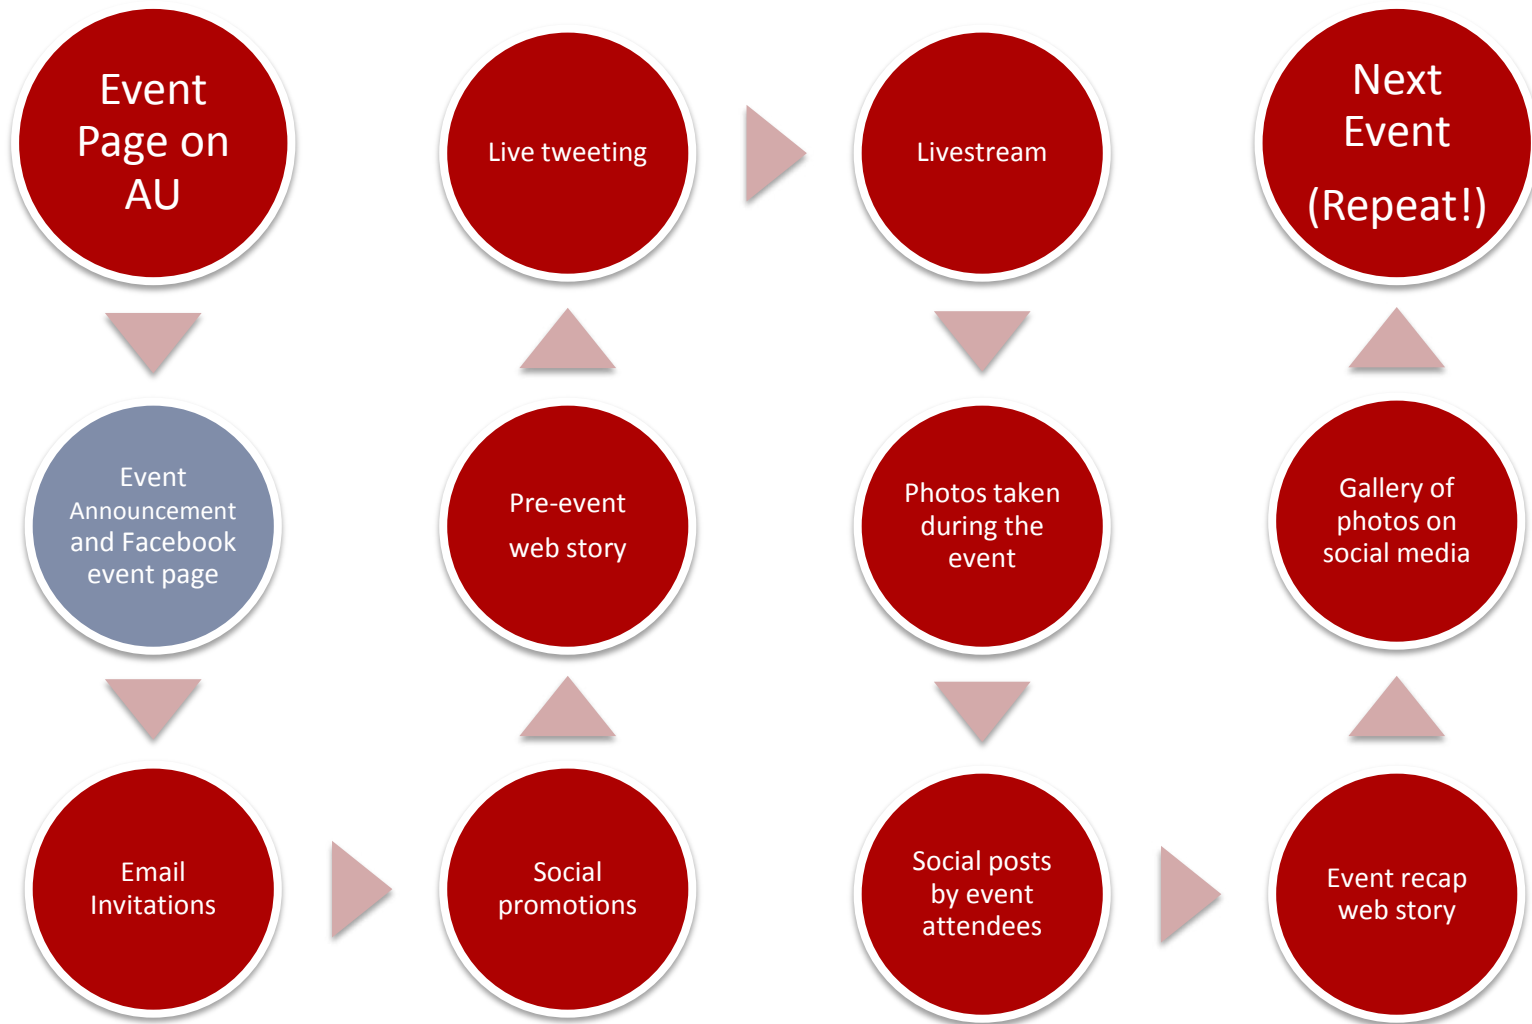 Event
Page on
AU
Event
Announcement
and Facebook
event page
Email
Invitations
Social
promotions
Pre-event
web story
Live tweeting
Livestream
Photos taken
during the
event
Social posts
by event
attendees
Event recap
web story
Gallery of
photos on
social media
Next
Event
(Repeat!)